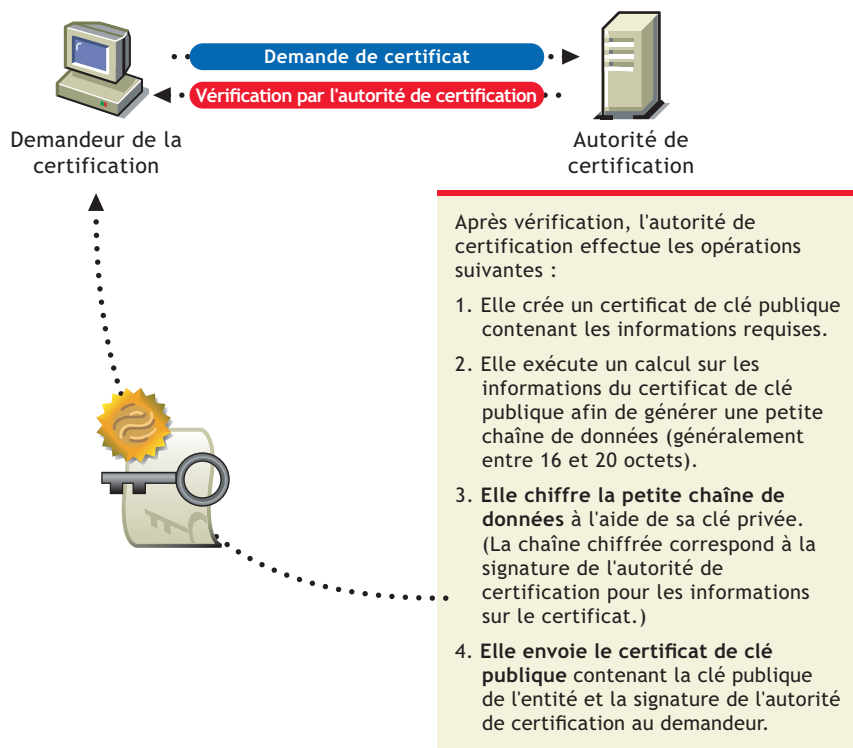 Demande de certificat
Vérification par l'autorité de certification
Demandeur de la
certification
Autorité de
certification
Après vérification, l'autorité de
certification effectue les opérations
suivantes :
1. Elle crée un certificat de clé publique
contenant les informations requises.
2. Elle exécute un calcul sur les
informations du certificat de clé
publique afin de générer une petite
chaîne de données (généralement
entre 16 et 20 octets).
3. Elle chiffre la petite chaîne de
données à l'aide de sa clé privée.
(La chaîne chiffrée correspond à la
signature de l'autorité de
certification pour les informations
sur le certificat.)
4. Elle envoie le certificat de clé
publique contenant la clé publique
de l'entité et la signature de l'autorité
de certification au demandeur.